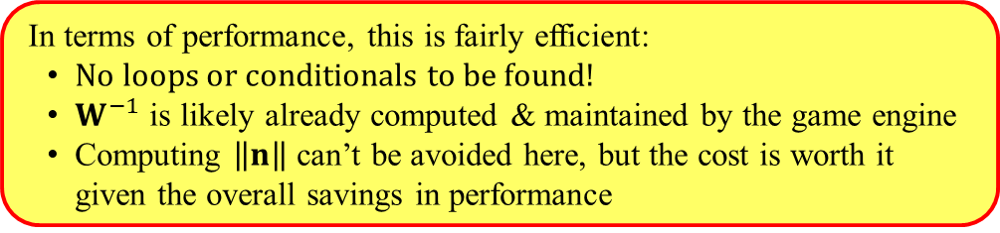 In terms of performance, this is fairly efficient:
• No loops or conditionals to be found!
• 𝐖⁻¹ is likely already computed & maintained by the game engine
• Computing ‖𝐧‖ can’t be avoided here, but the cost is worth it
given the overall savings in performance